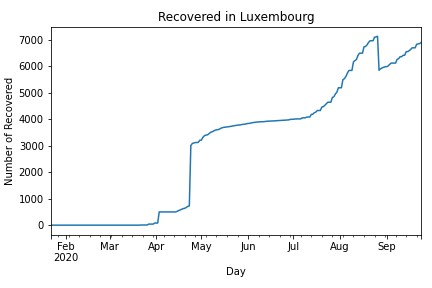 Recovered in Luxembourg
Number of Recovered
7000
6000
5000
4000
3000
2000
1000
0
Feb Mar Apr May Jun Jul Aug Sep
2020
Day